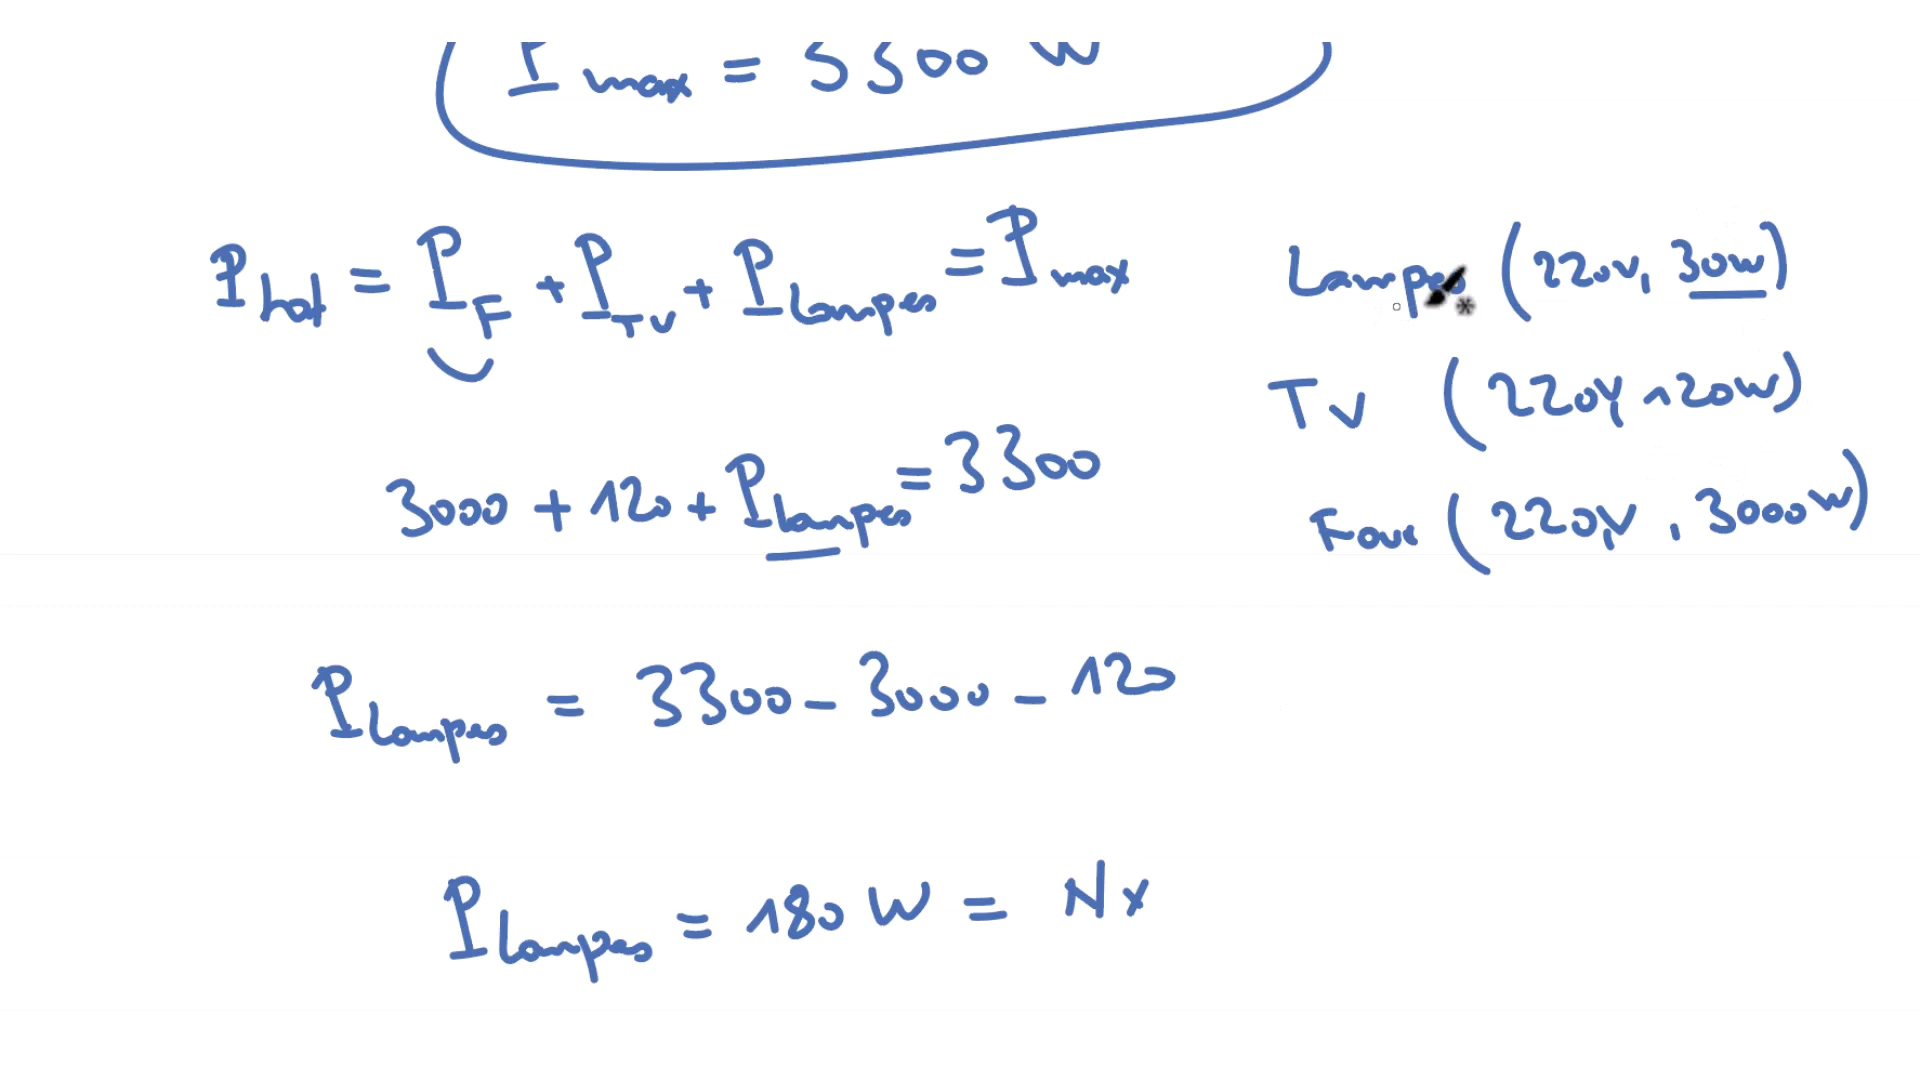 P max = 3300 W
P tot = P F + P TV + P Lampes = P max
Lampes (220V, 30W)
TV (220V, 120W)
3000 + 120 + P Lampes = 3300
Four (220V, 3000W)
P Lampes = 3300 - 3000 - 120
P Lampes = 180 W = N x